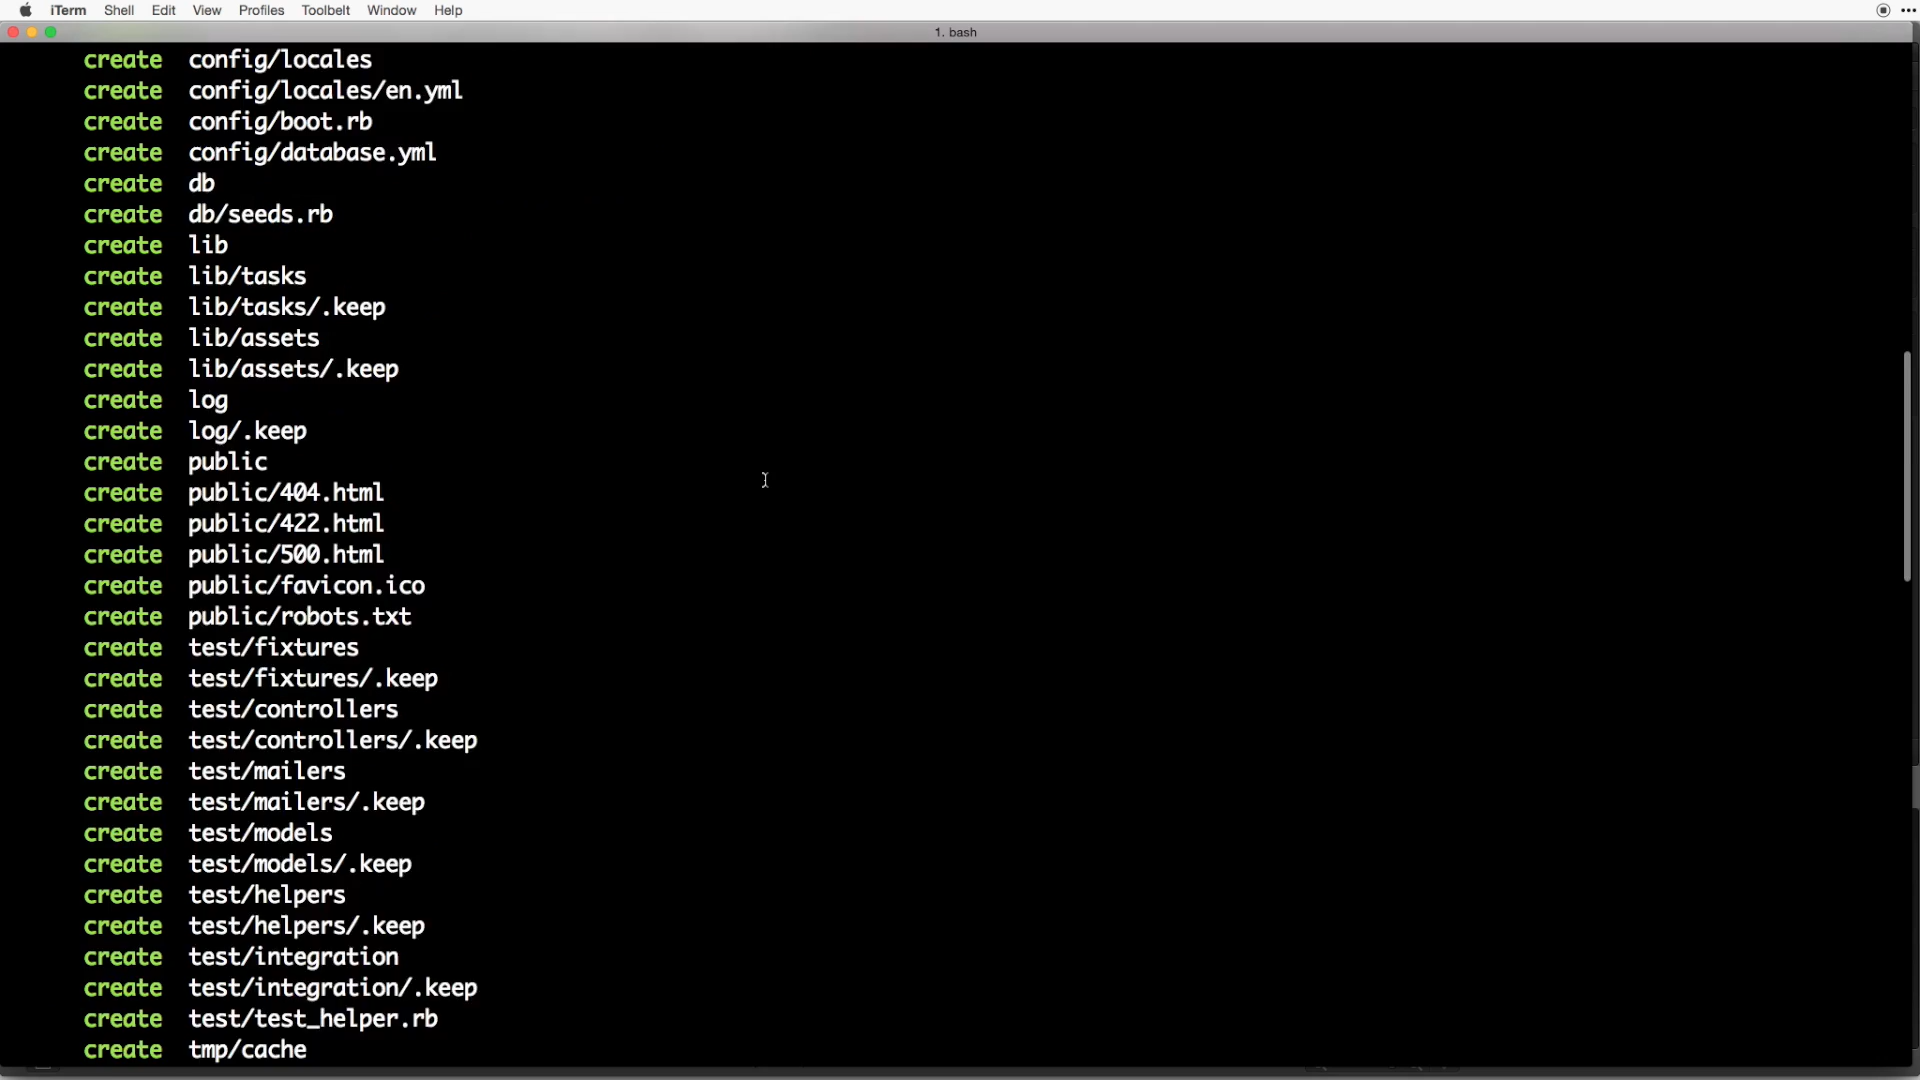 iTerm Shell Edit View Profiles Toolbelt Window Help
1. bash
create config/locales
create config/locales/en.yml
create config/boot.rb
create config/database.yml
create db
create db/seeds.rb
create lib
create lib/tasks
create lib/tasks/.keep
create lib/assets
create lib/assets/.keep
create log
create log/.keep
create public
create public/404.html
create public/422.html
create public/500.html
create public/favicon.ico
create public/robots.txt
create test/fixtures
create test/fixtures/.keep
create test/controllers
create test/controllers/.keep
create test/mailers
create test/mailers/.keep
create test/models
create test/models/.keep
create test/helpers
create test/helpers/.keep
create test/integration
create test/integration/.keep
create test/test_helper.rb
create tmp/cache